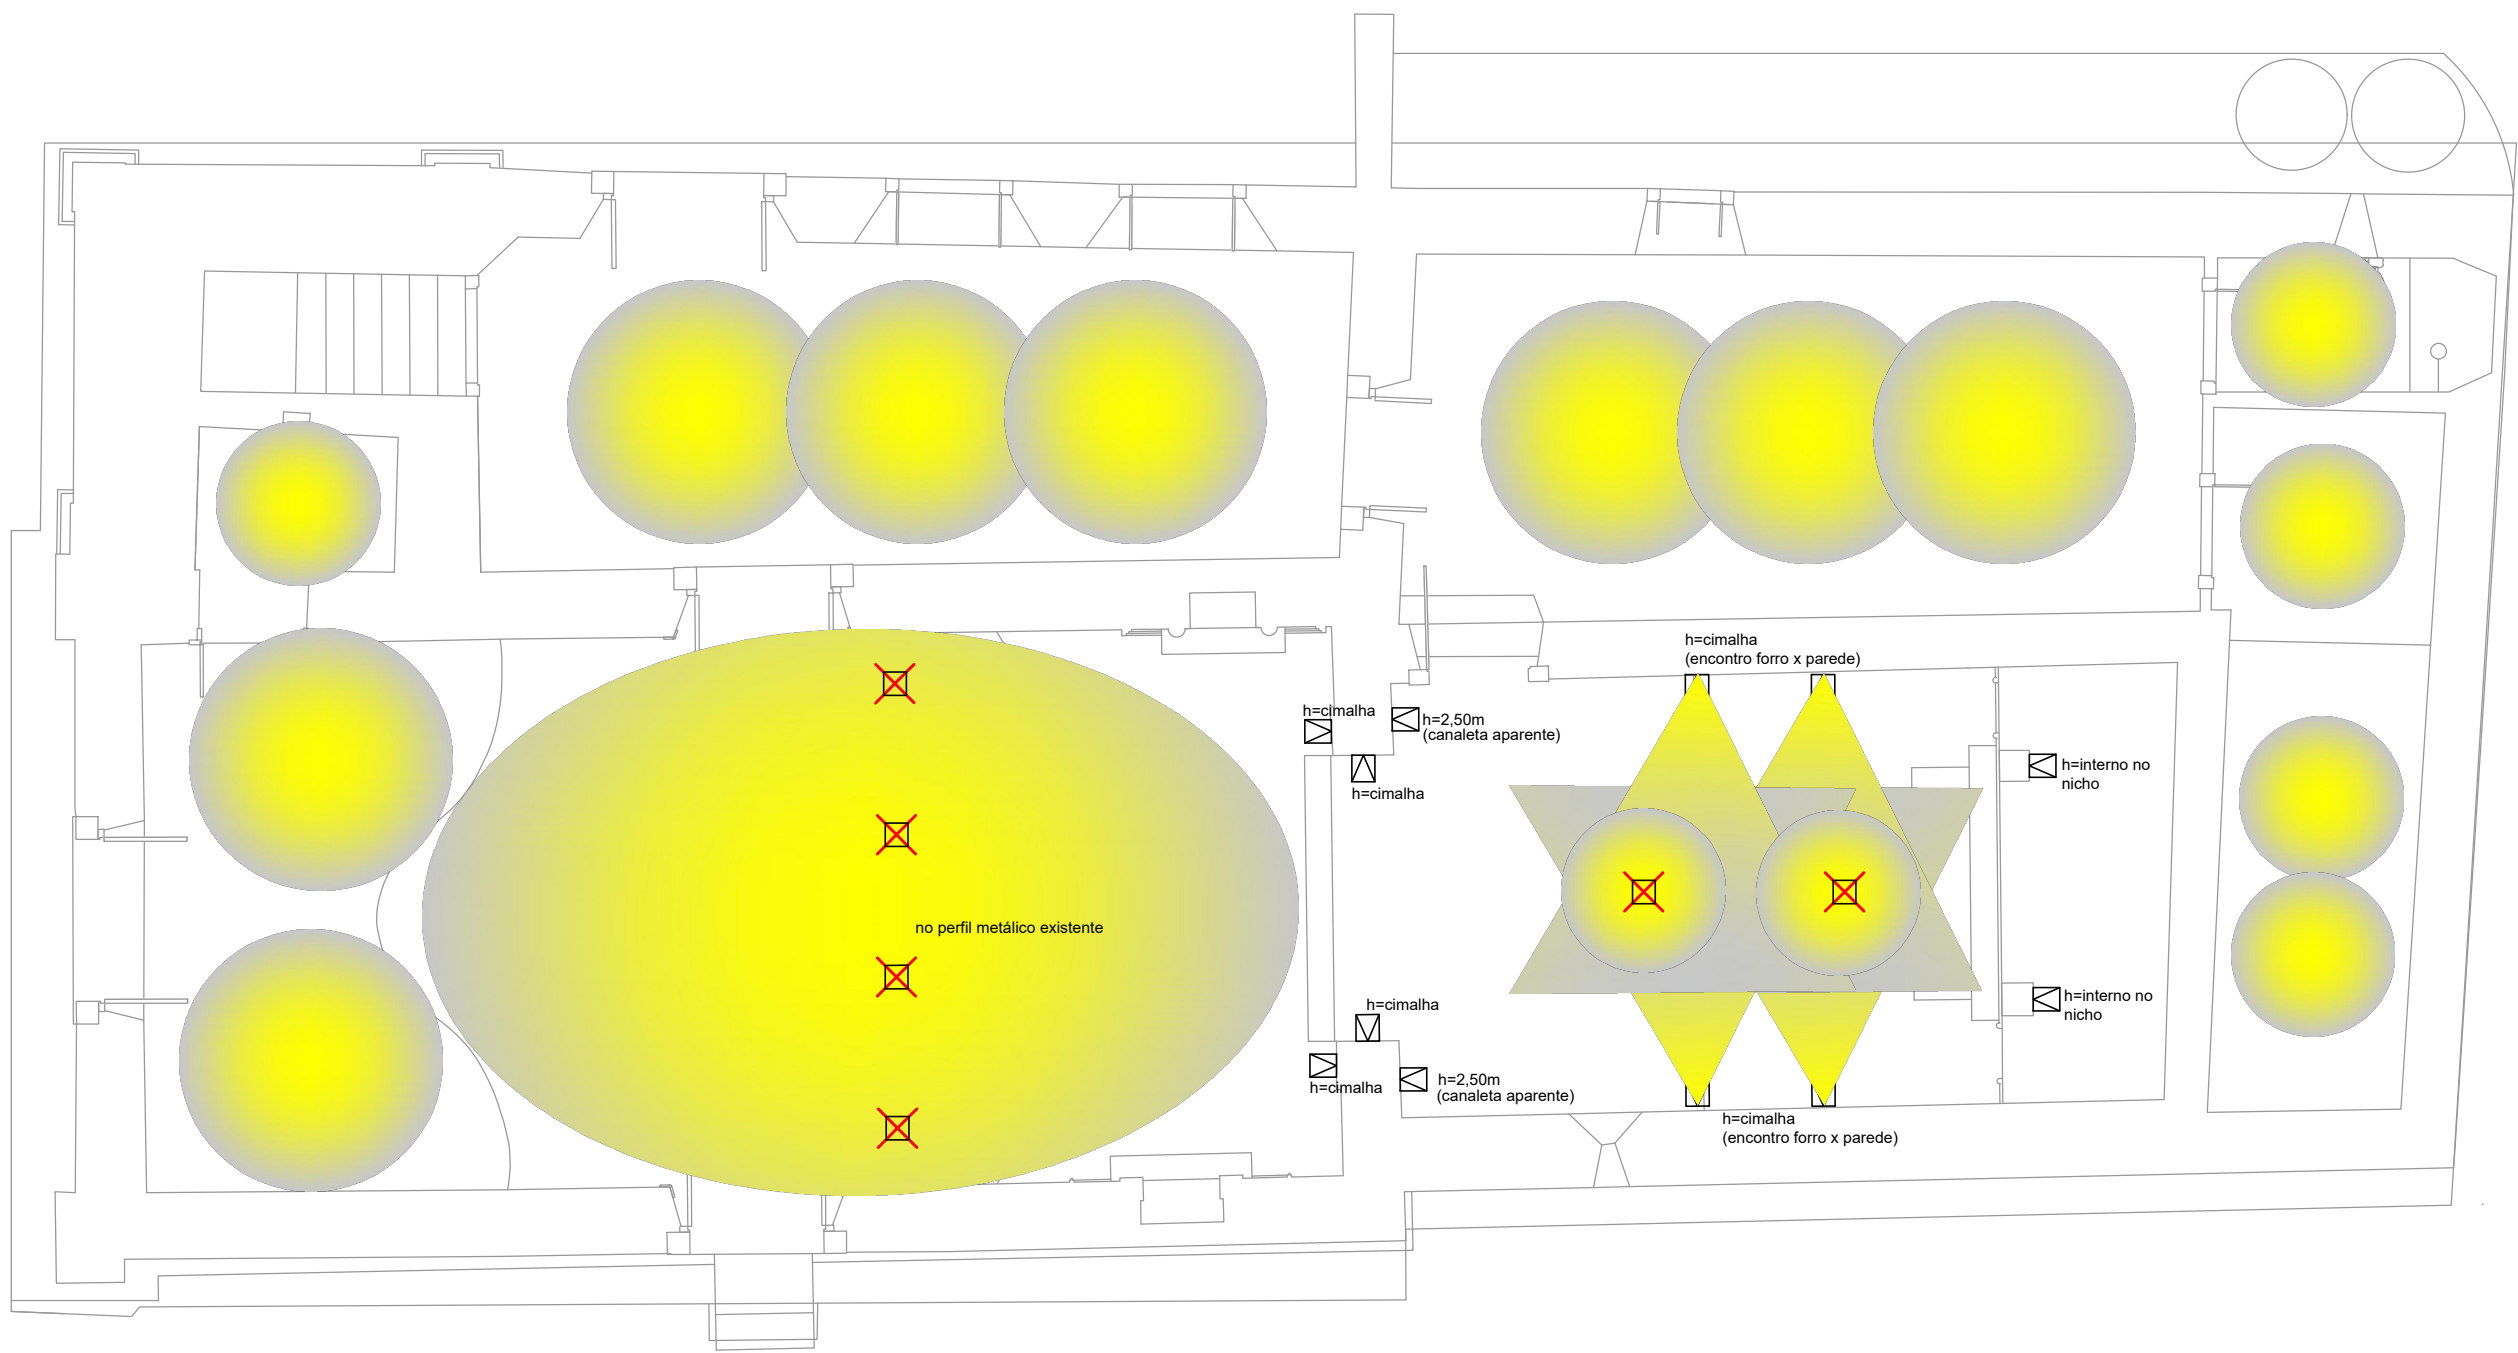 h=cimalha
(encontro forro x parede)
h=cimalha
h=2,50m
(canaleta aparente)
h=cimalha
h=interno no
nicho
no perfil metálico existente
h=cimalha
h=interno no
nicho
h=cimalha
h=2,50m
(canaleta aparente)
h=cimalha
(encontro forro x parede)